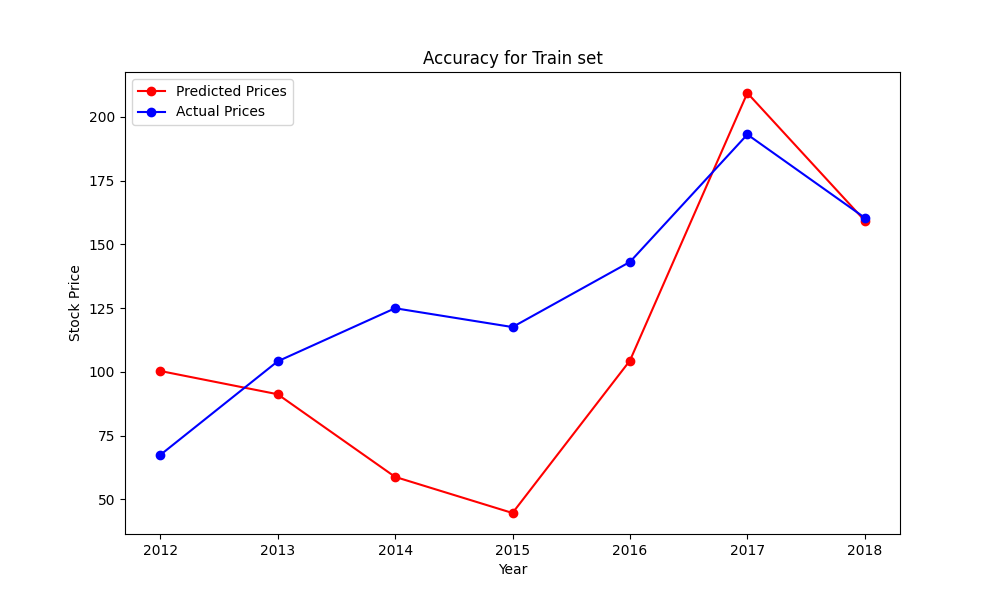 Accuracy for Train set
Predicted Prices
Actual Prices
200
175
150
125
100
75
50
Stock Price
2012 2013 2014 2015 2016 2017 2018
Year